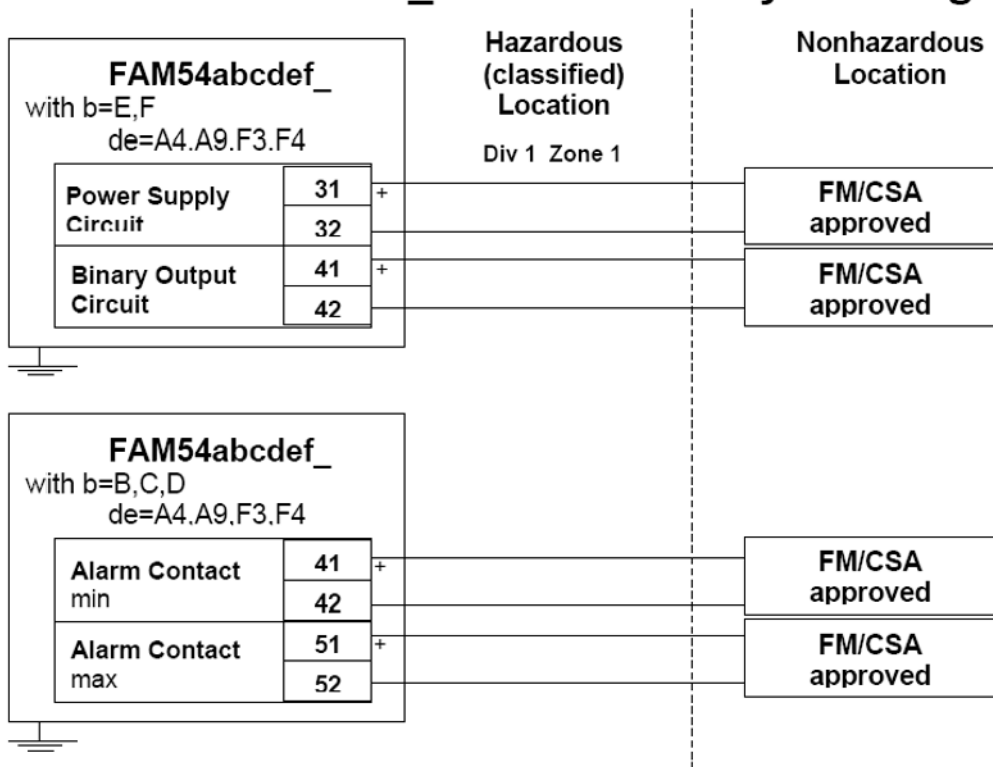 FAM54abcdef_
with b=E,F
de=A4.A9.F3.F4
Power Supply
Circuit
31
+
32
Binary Output
Circuit
41
+
42
Hazardous
(classified)
Location
Div 1 Zone 1
Nonhazardous
Location
FM/CSA
approved
FM/CSA
approved
FAM54abcdef_
with b=B,C,D
de=A4,A9,F3,F4
Alarm Contact
min
41
+
42
Alarm Contact
max
51
+
52
FM/CSA
approved
FM/CSA
approved